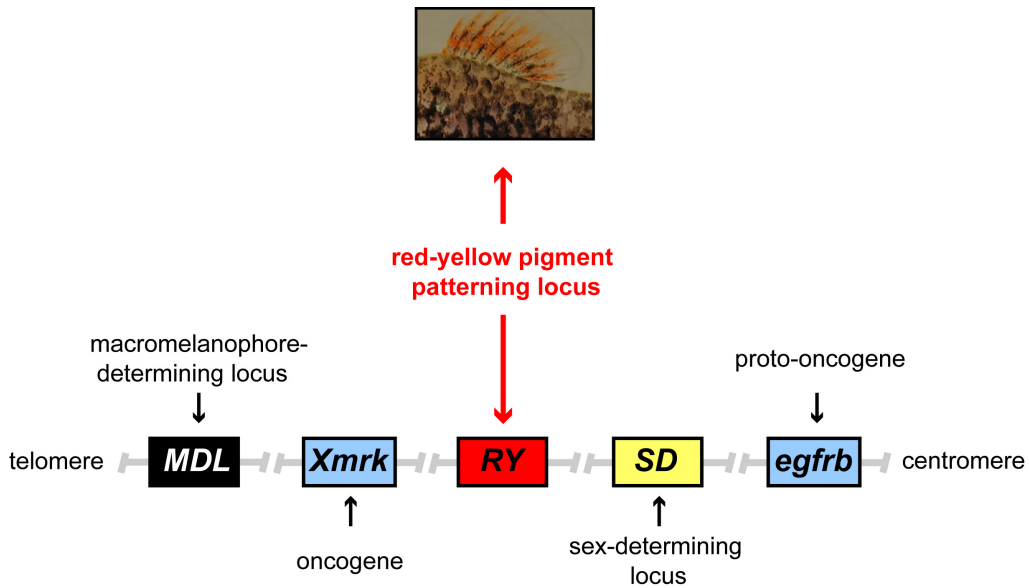 red-yellow pigment
patterning locus
macromelanophore-
determining locus
proto-oncogene
telomere
MDL
Xmrk
RY
SD
egfrb
centromere
oncogene
sex-determining
locus